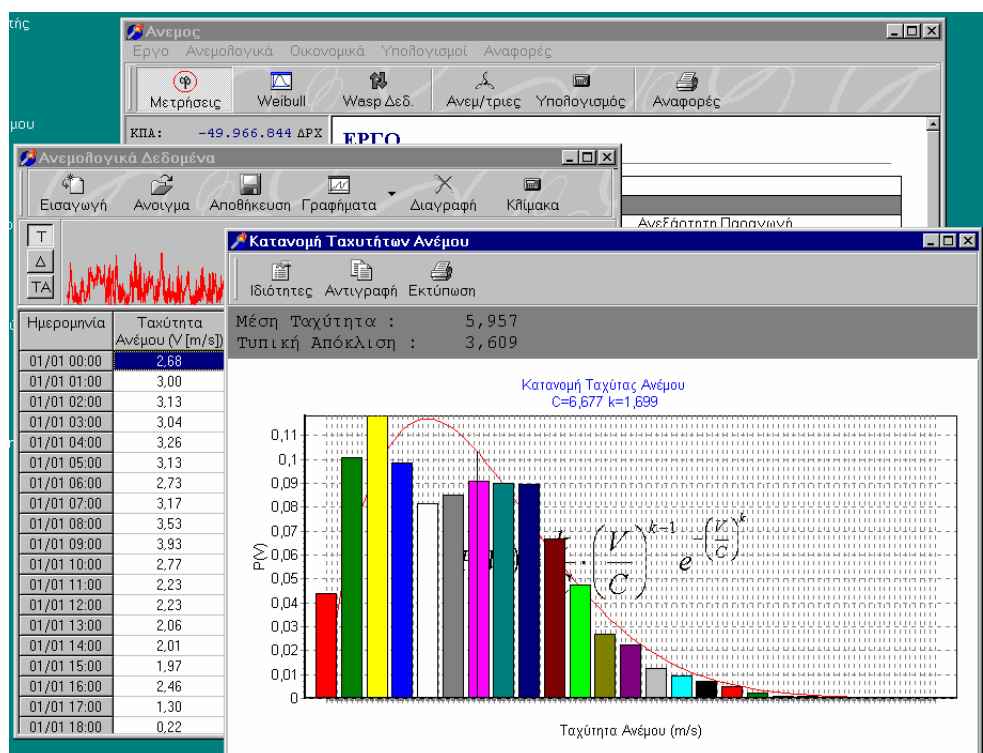 τής
μου
Ανεμος
Εργο Ανεμολογικά Οικονομικά Υπολογισμοί Αναφορές
Μετρήσεις Weibull Wasp Δεδ. Ανεμ/τριες Υπολογισμός Αναφορές
ΚΠΑ: -49.966.844 ΔΡΧ
ΕΡΓΟ
Ανεξάρτητη Παραγωγή
Ανεμολογικά Δεδομένα
Εισαγωγή Ανοιγμα Αποθήκευση Γραφήματα Διαγραφή Κλίμακα
Τ
Δ
ΤΑ
Ημερομηνία Ταχύτητα Ανέμου (V [m/s])
01/01 00:00 2,68
01/01 01:00 3,00
01/01 02:00 3,13
01/01 03:00 3,04
01/01 04:00 3,26
01/01 05:00 3,13
01/01 06:00 2,73
01/01 07:00 3,17
01/01 08:00 3,53
01/01 09:00 3,93
01/01 10:00 2,77
01/01 11:00 2,23
01/01 12:00 2,23
01/01 13:00 2,06
01/01 14:00 2,01
01/01 15:00 1,97
01/01 16:00 2,46
01/01 17:00 1,30
01/01 18:00 0,22
Κατανομή Ταχυτήτων Ανέμου
Ιδιότητες Αντιγραφή Εκτύπωση
Μέση Ταχύτητα : 5,957
Τυπική Απόκλιση : 3,609
Κατανομή Ταχύτας Ανέμου
C=6,677 k=1,699
0,11
0,1
0,09
0,08
0,07
0,06
0,05
0,04
0,03
0,02
0,01
0
P(V)
(V/C)^k-1 e^-(V/C)^k
Ταχύτητα Ανέμου (m/s)